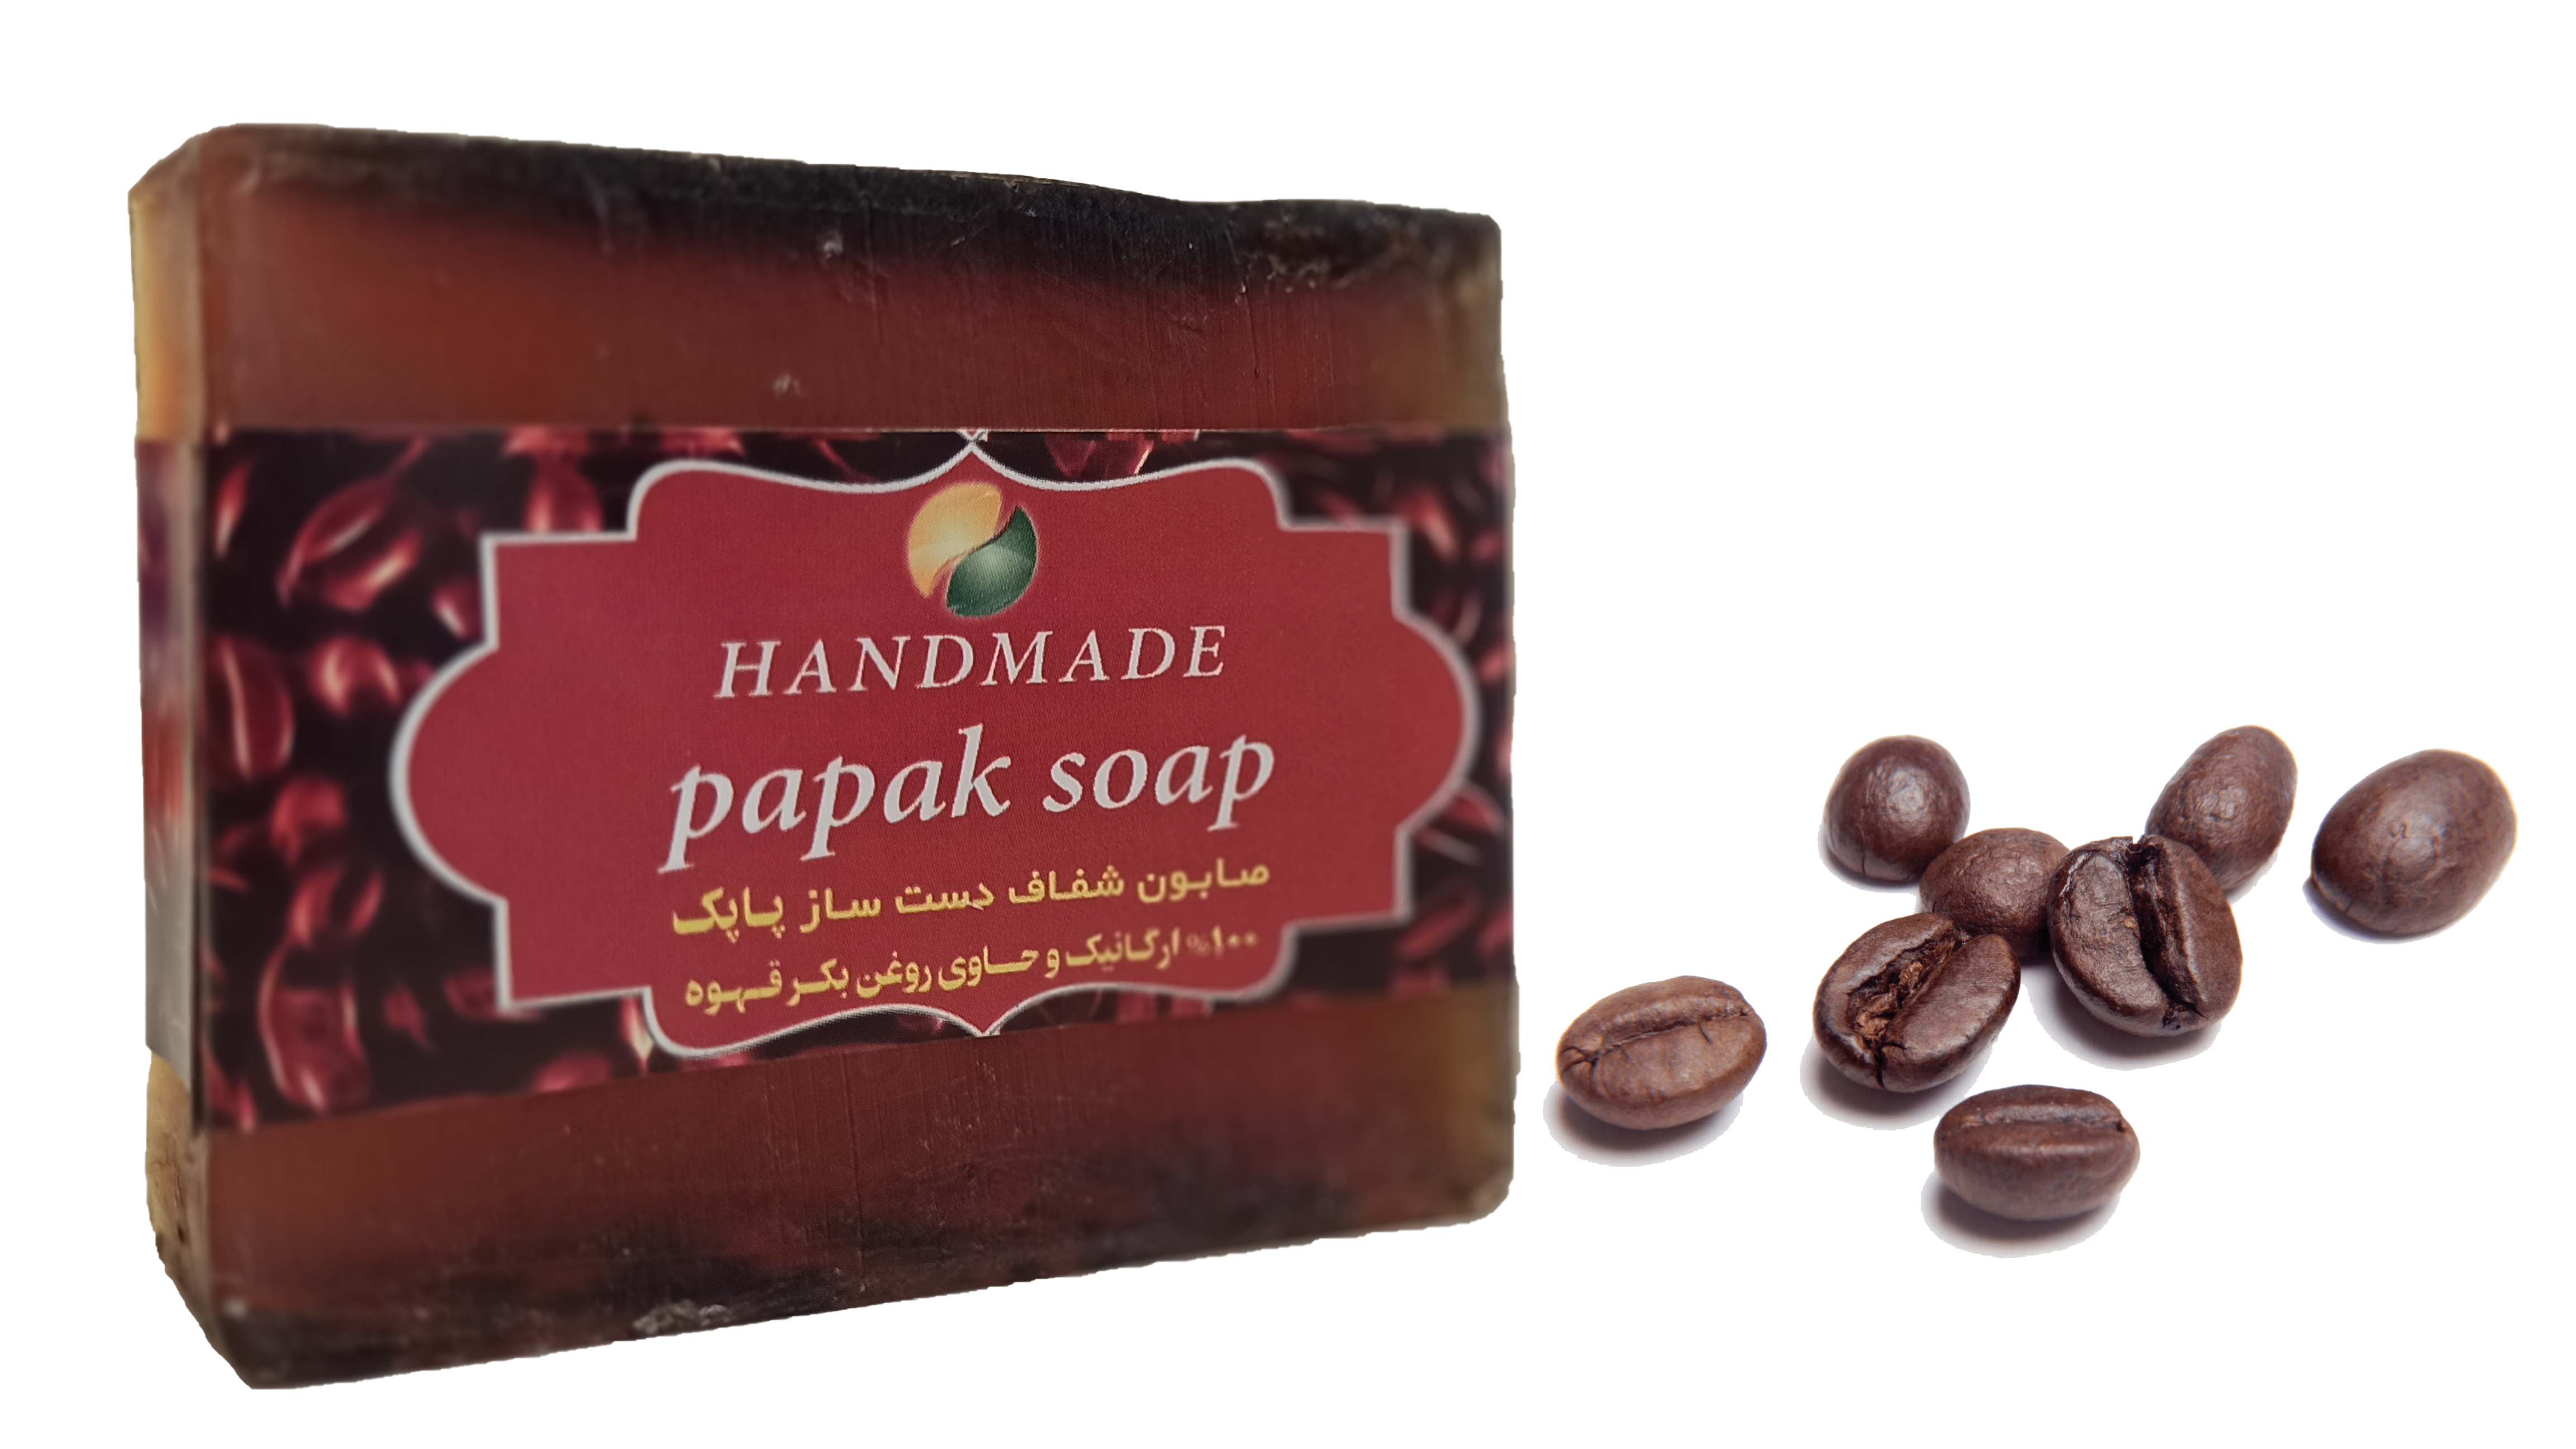 HANDMADE
papak soap
صابون شفاف دست ساز پاپک
%۱۰۰ ارگانیک و حاوی روغن بکر قهوه